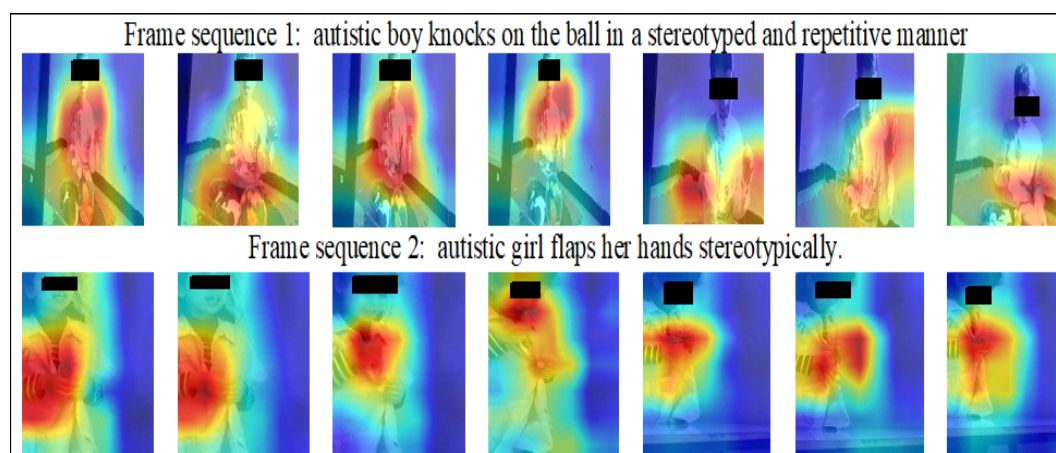 Frame sequence 1: autistic boy knocks on the ball in a stereotyped and repetitive manner
Frame sequence 2: autistic girl flaps her hands stereotypically.